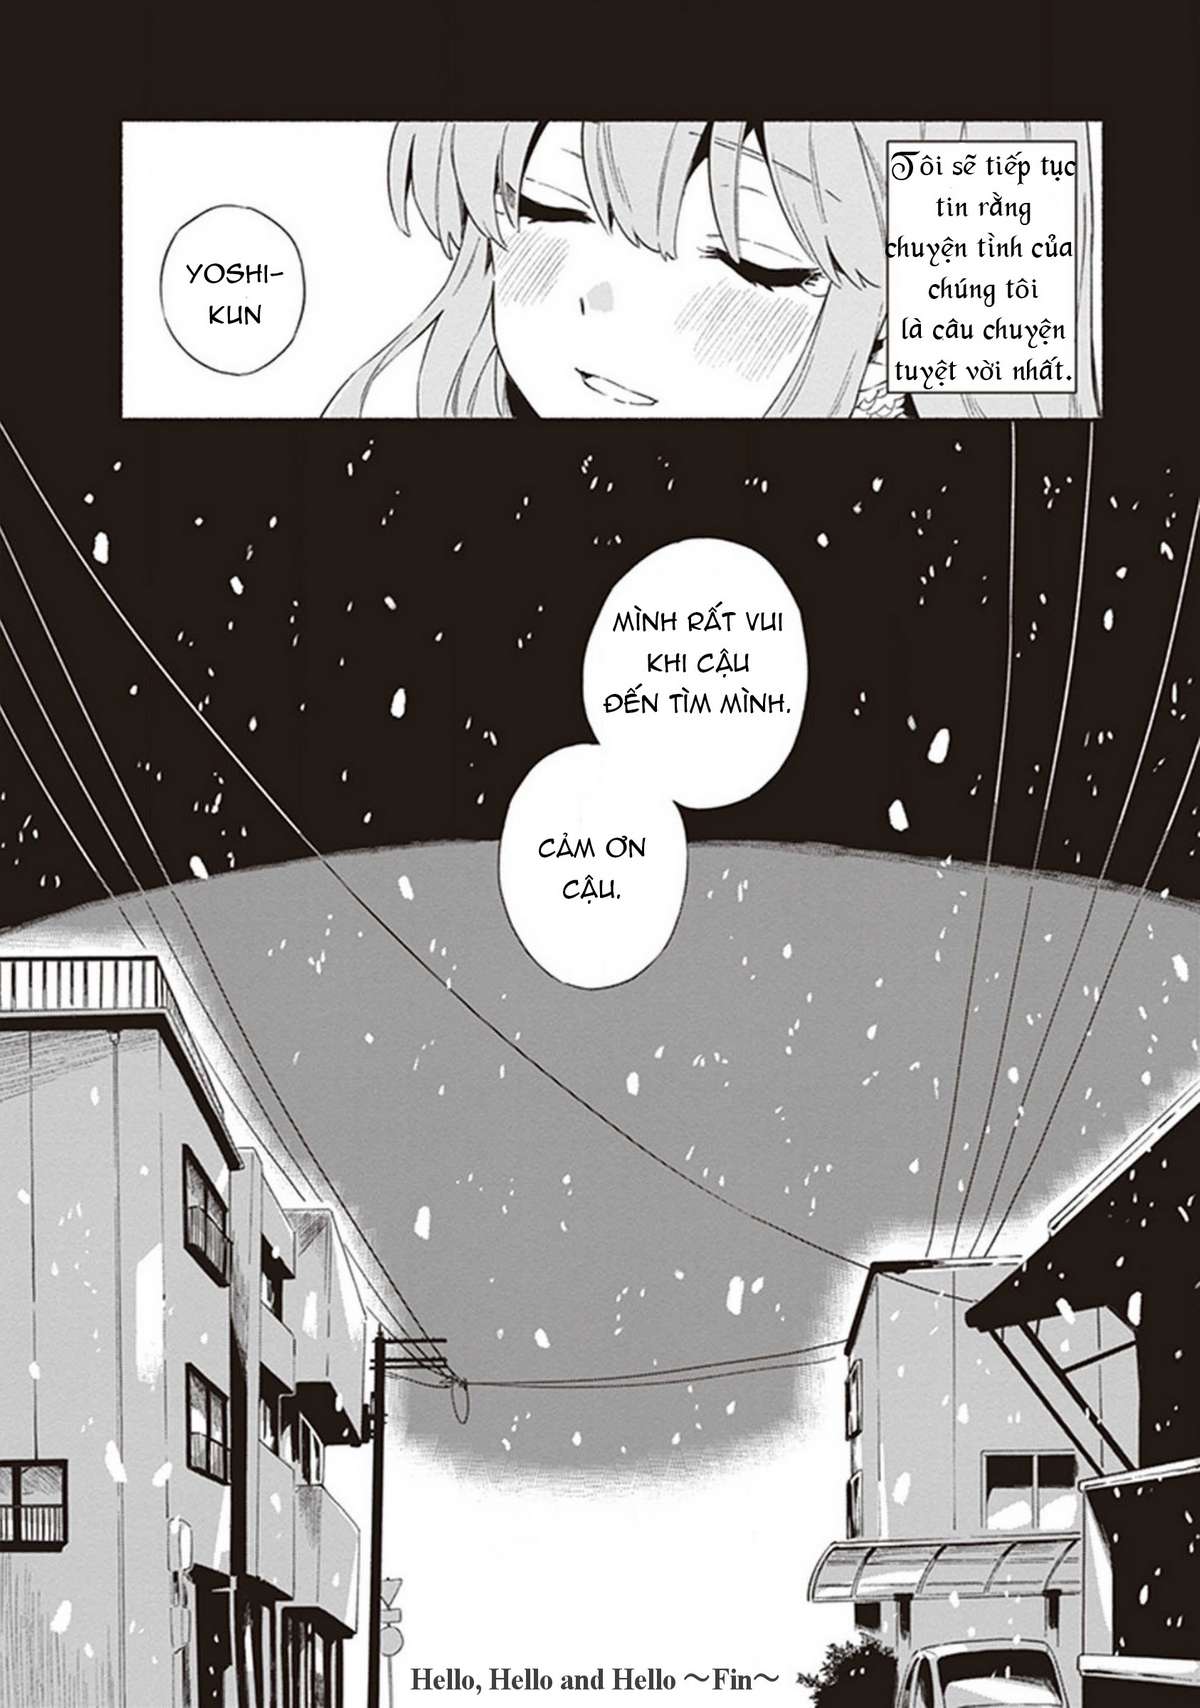 Tôi sẽ tiếp tục
tin rằng
chuyện tình của
chúng tôi
là câu chuyện
tuyệt vời nhất.
YOSHI-
KUN
MÌNH RẤT VUI
KHI CẬU
ĐẾN TÌM MÌNH.
CẢM ƠN
CẬU.
Hello, Hello and Hello ～Fin～